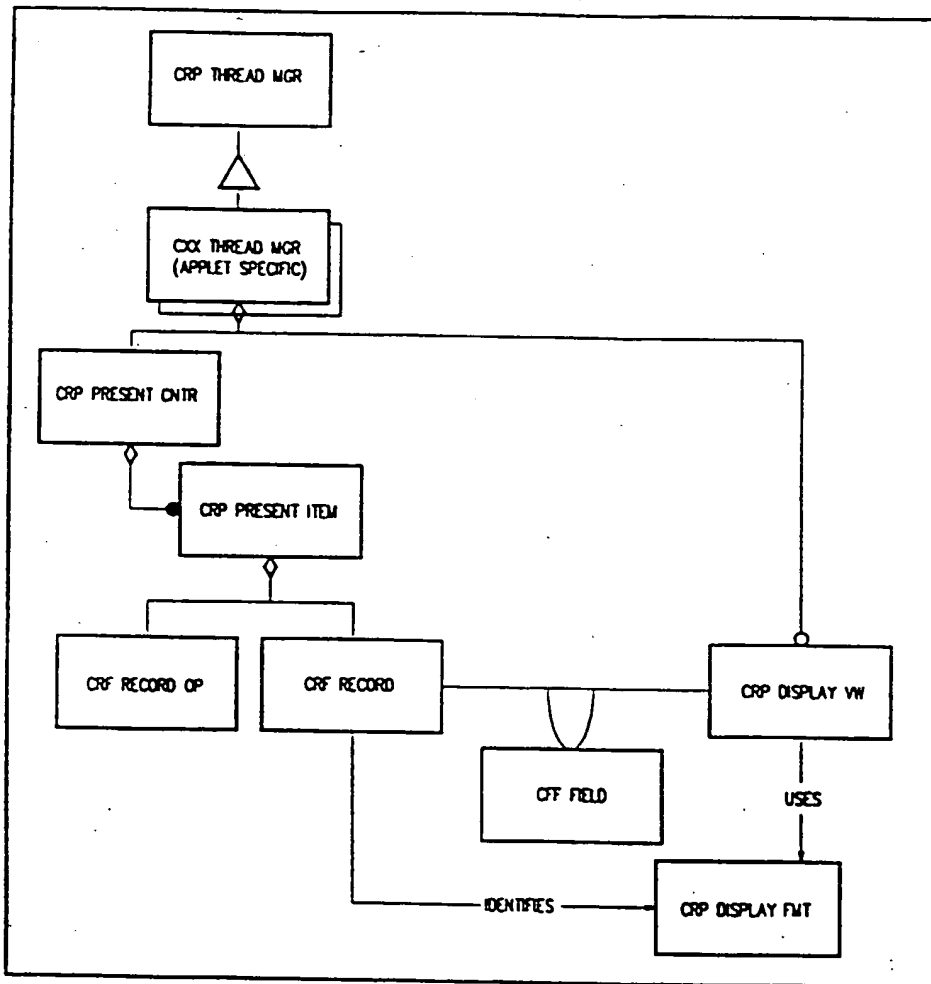 CRP THREAD MGR
CXX THREAD MGR
(APPLET SPECIFIC)
CRP PRESENT CNTR
CRP PRESENT ITEM
CRF RECORD OP
CRF RECORD
CRP DISPLAY VW
CFF FIELD
USES
IDENTIFIES
CRP DISPLAY FMT